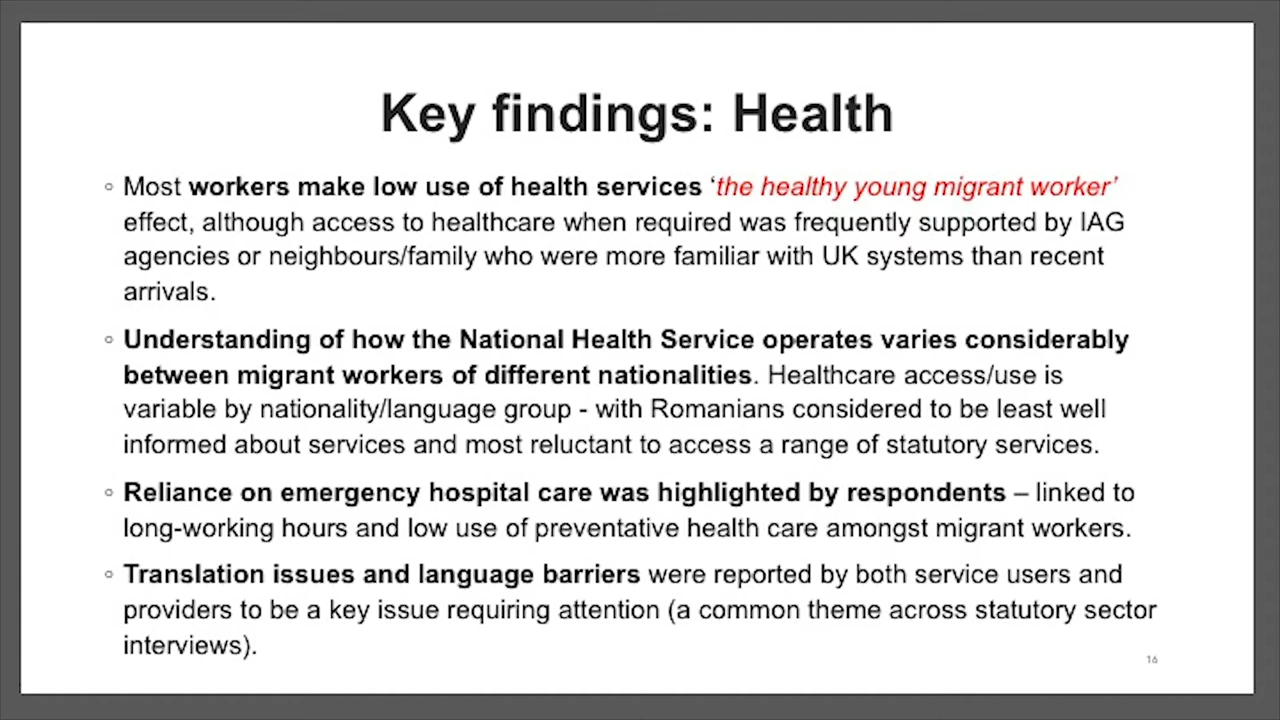 Key findings: Health
◦ Most workers make low use of health services ‘the healthy young migrant worker’
effect, although access to healthcare when required was frequently supported by IAG
agencies or neighbours/family who were more familiar with UK systems than recent
arrivals.
◦ Understanding of how the National Health Service operates varies considerably
between migrant workers of different nationalities. Healthcare access/use is
variable by nationality/language group - with Romanians considered to be least well
informed about services and most reluctant to access a range of statutory services.
◦ Reliance on emergency hospital care was highlighted by respondents – linked to
long-working hours and low use of preventative health care amongst migrant workers.
◦ Translation issues and language barriers were reported by both service users and
providers to be a key issue requiring attention (a common theme across statutory sector
interviews).
16